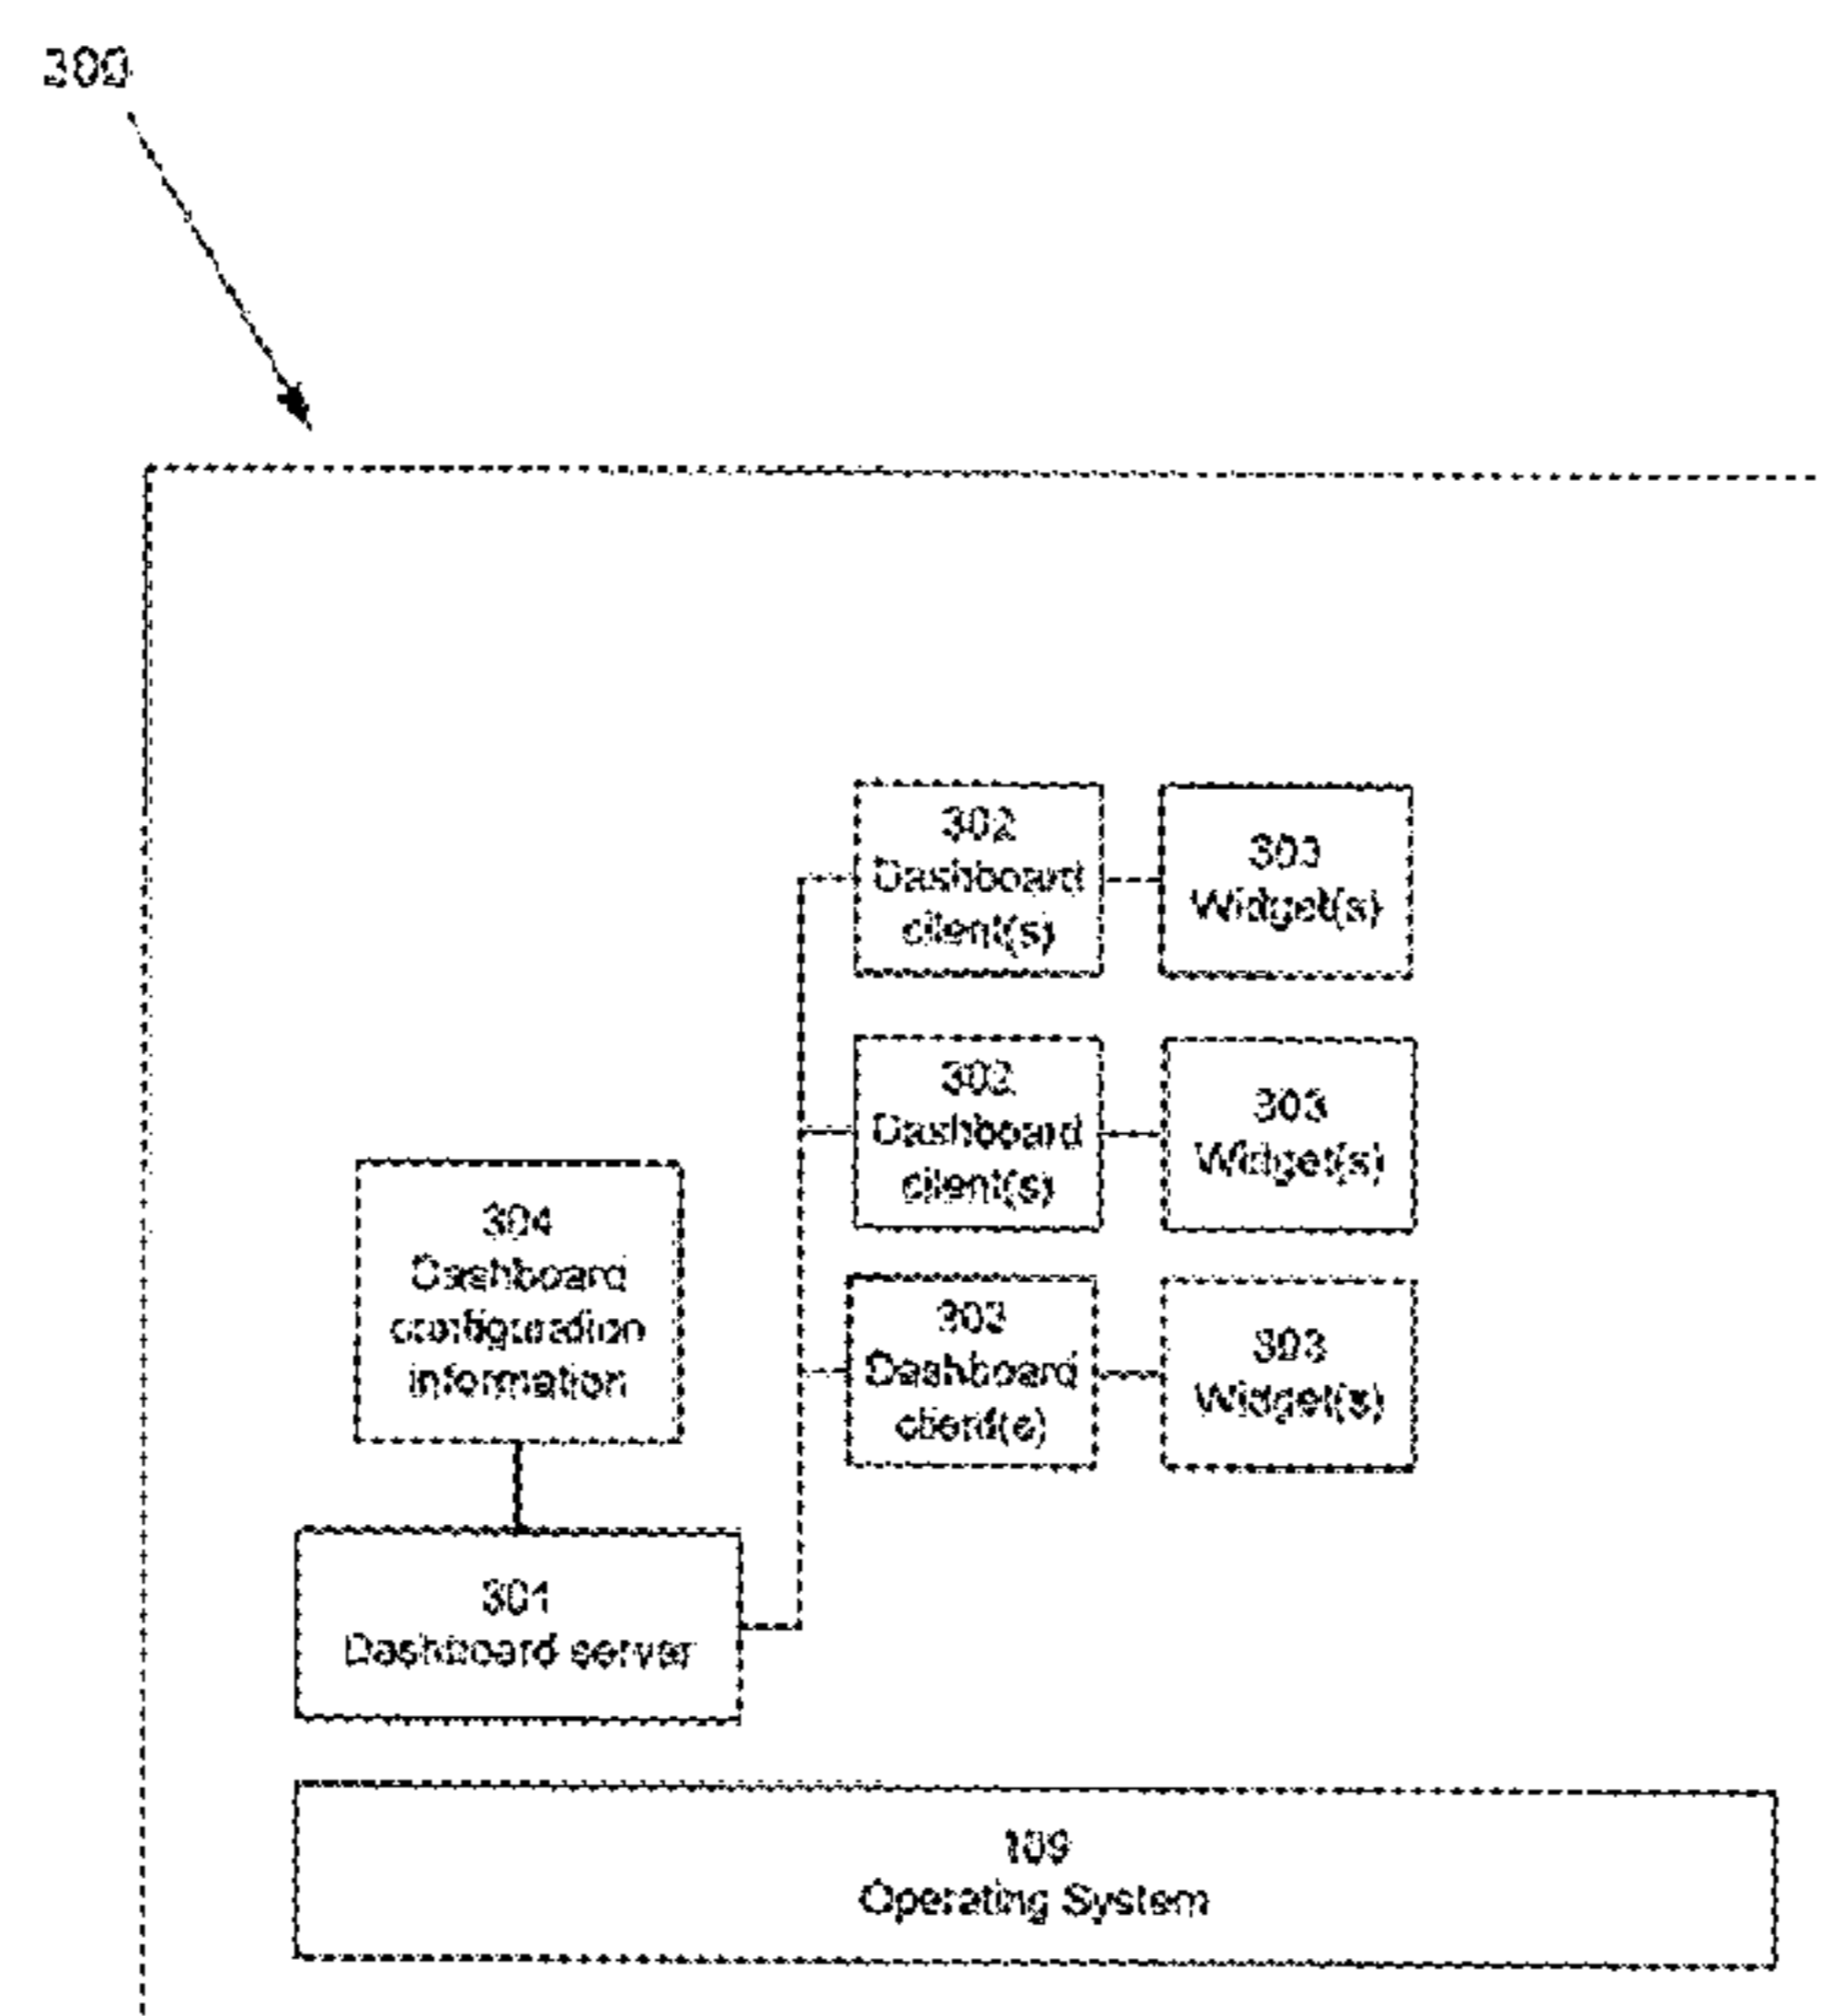 300
302
Dashboard
client(s)
303
Widget(s)
302
Dashboard
client(s)
303
Widget(s)
304
Dashboard
configuration
information
302
Dashboard
client(s)
303
Widget(s)
301
Dashboard server
109
Operating System